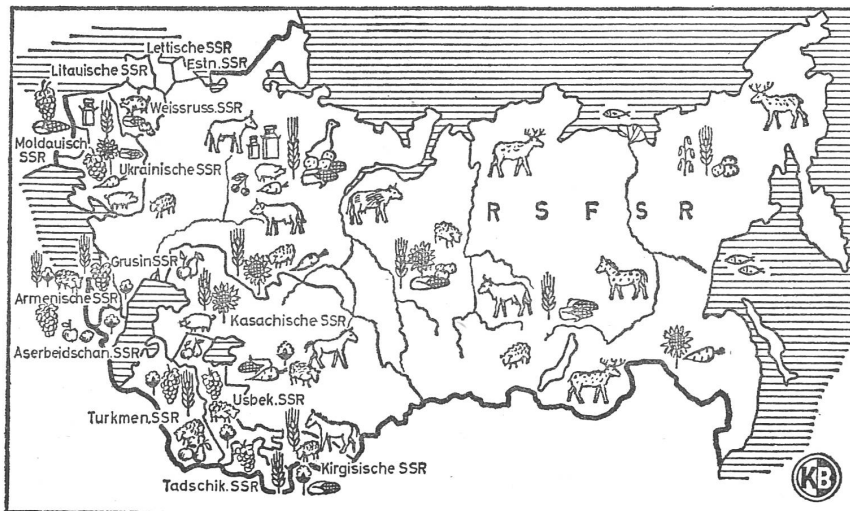 Lettische SSR
Estn. SSR
Litauische SSR
Weissruss. SSR
Moldauisch.
SSR
Ukrainische SSR
R S F S R
Grusin SSR
Armenische SSR
Kasachische SSR
Aserbeidschan. SSR
Usbek. SSR
Turkmen. SSR
Kirgisische SSR
Tadschik. SSR
KB